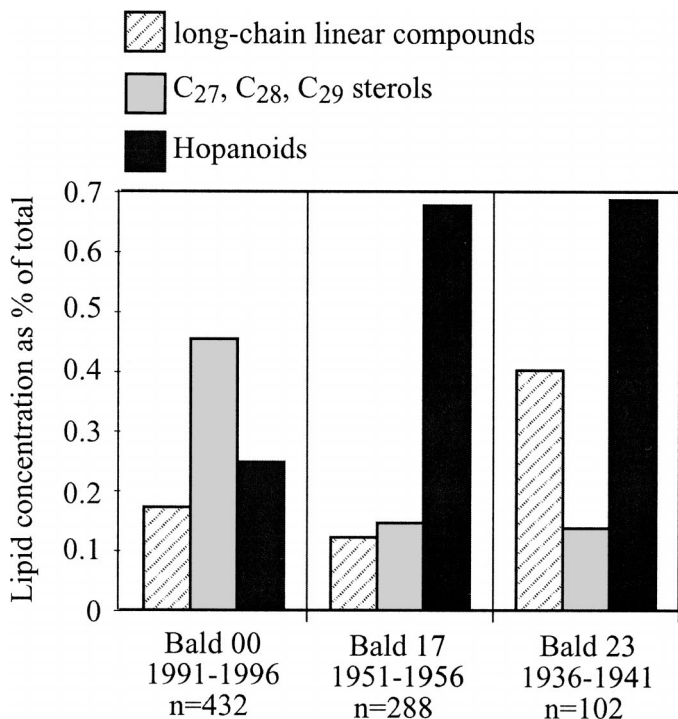 long-chain linear compounds
C27, C28, C29 sterols
Hopanoids
Lipid concentration as % of total
0.7
0.6
0.5
0.4
0.3
0.2
0.1
0
Bald 00
1991-1996
n=432
Bald 17
1951-1956
n=288
Bald 23
1936-1941
n=102